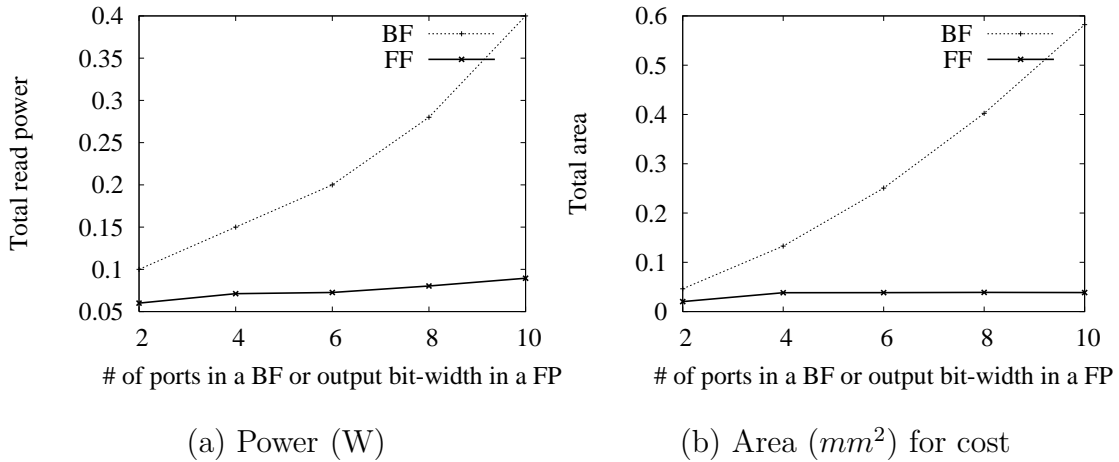 0.4
0.35
0.3
0.25
0.2
0.15
0.1
0.05
2 4 6 8 10
Total read power
# of ports in a BF or output bit-width in a FP
BF
FF
(a) Power (W)
0.6
0.5
0.4
0.3
0.2
0.1
0
2 4 6 8 10
Total area
# of ports in a BF or output bit-width in a FP
BF
FF
(b) Area (mm²) for cost